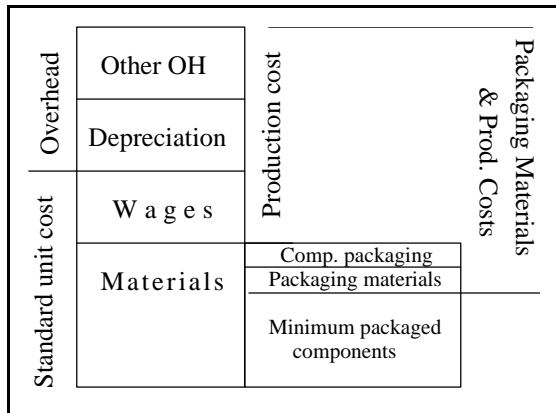 Overhead
Standard unit cost
Other OH
Depreciation
Wages
Materials
Production cost
Comp. packaging
Packaging materials
Minimum packaged
components
Packaging Materials
& Prod. Costs